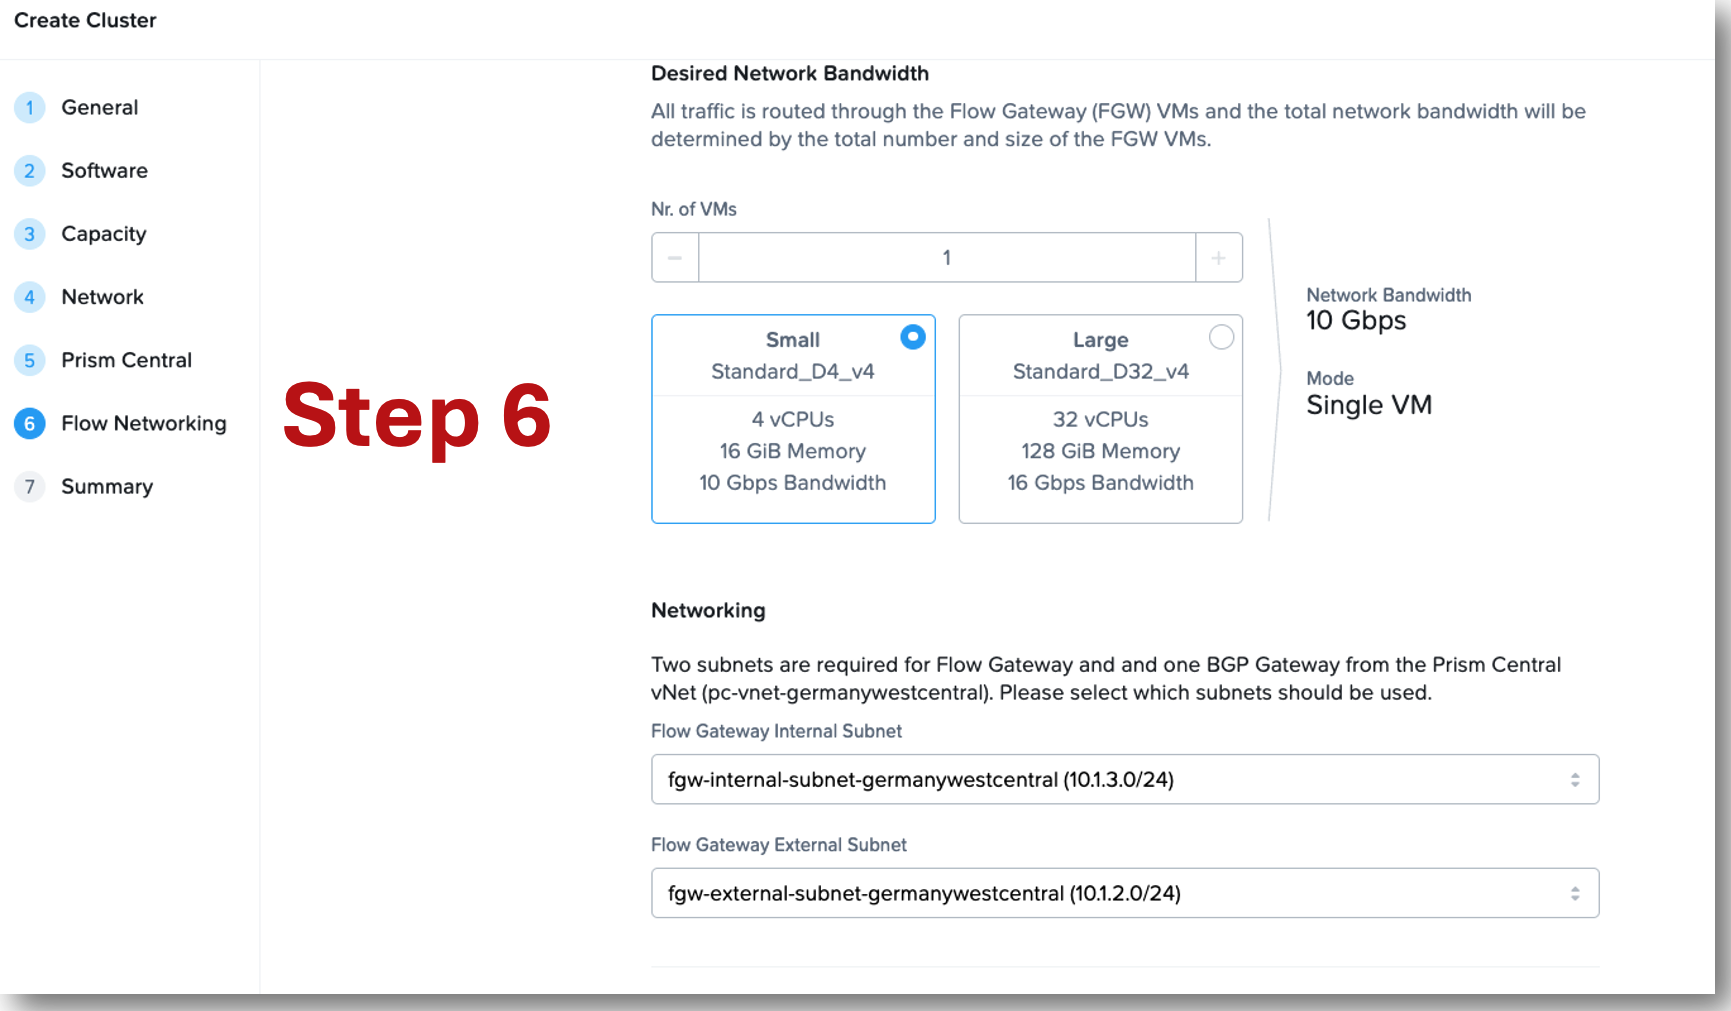 Create Cluster
1 General
2 Software
3 Capacity
4 Network
5 Prism Central
6 Flow Networking
7 Summary
Step 6
Desired Network Bandwidth
All traffic is routed through the Flow Gateway (FGW) VMs and the total network bandwidth will be
determined by the total number and size of the FGW VMs.
Nr. of VMs
− 1 +
Small
Standard_D4_v4
4 vCPUs
16 GiB Memory
10 Gbps Bandwidth
Large
Standard_D32_v4
32 vCPUs
128 GiB Memory
16 Gbps Bandwidth
Network Bandwidth
10 Gbps
Mode
Single VM
Networking
Two subnets are required for Flow Gateway and and one BGP Gateway from the Prism Central
vNet (pc-vnet-germanywestcentral). Please select which subnets should be used.
Flow Gateway Internal Subnet
fgw-internal-subnet-germanywestcentral (10.1.3.0/24)
Flow Gateway External Subnet
fgw-external-subnet-germanywestcentral (10.1.2.0/24)